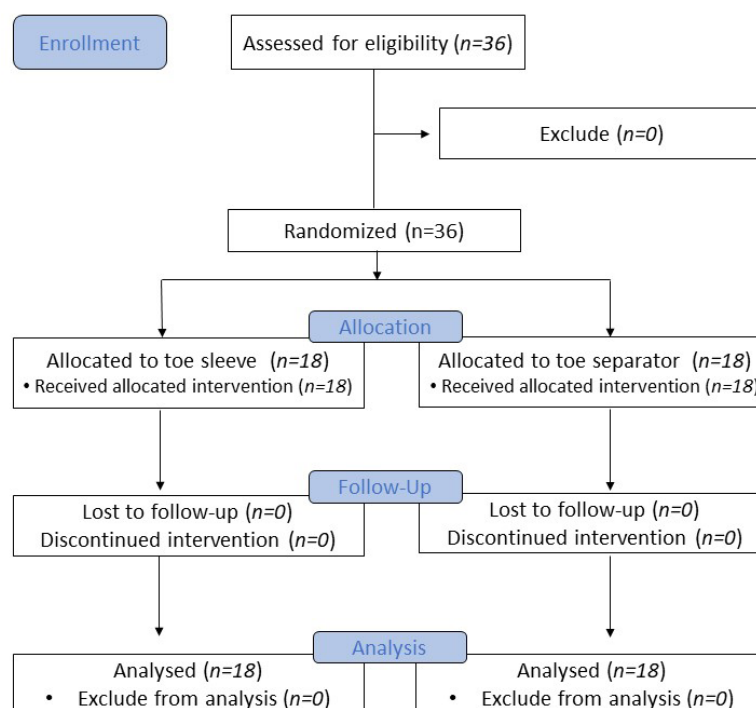 Enrollment
Assessed for eligibility (n=36)
Exclude (n=0)
Randomized (n=36)
Allocation
Allocated to toe sleeve (n=18)
• Received allocated intervention (n=18)
Allocated to toe separator (n=18)
• Received allocated intervention (n=18)
Follow-Up
Lost to follow-up (n=0)
Discontinued intervention (n=0)
Lost to follow-up (n=0)
Discontinued intervention (n=0)
Analysis
Analysed (n=18)
• Exclude from analysis (n=0)
Analysed (n=18)
• Exclude from analysis (n=0)